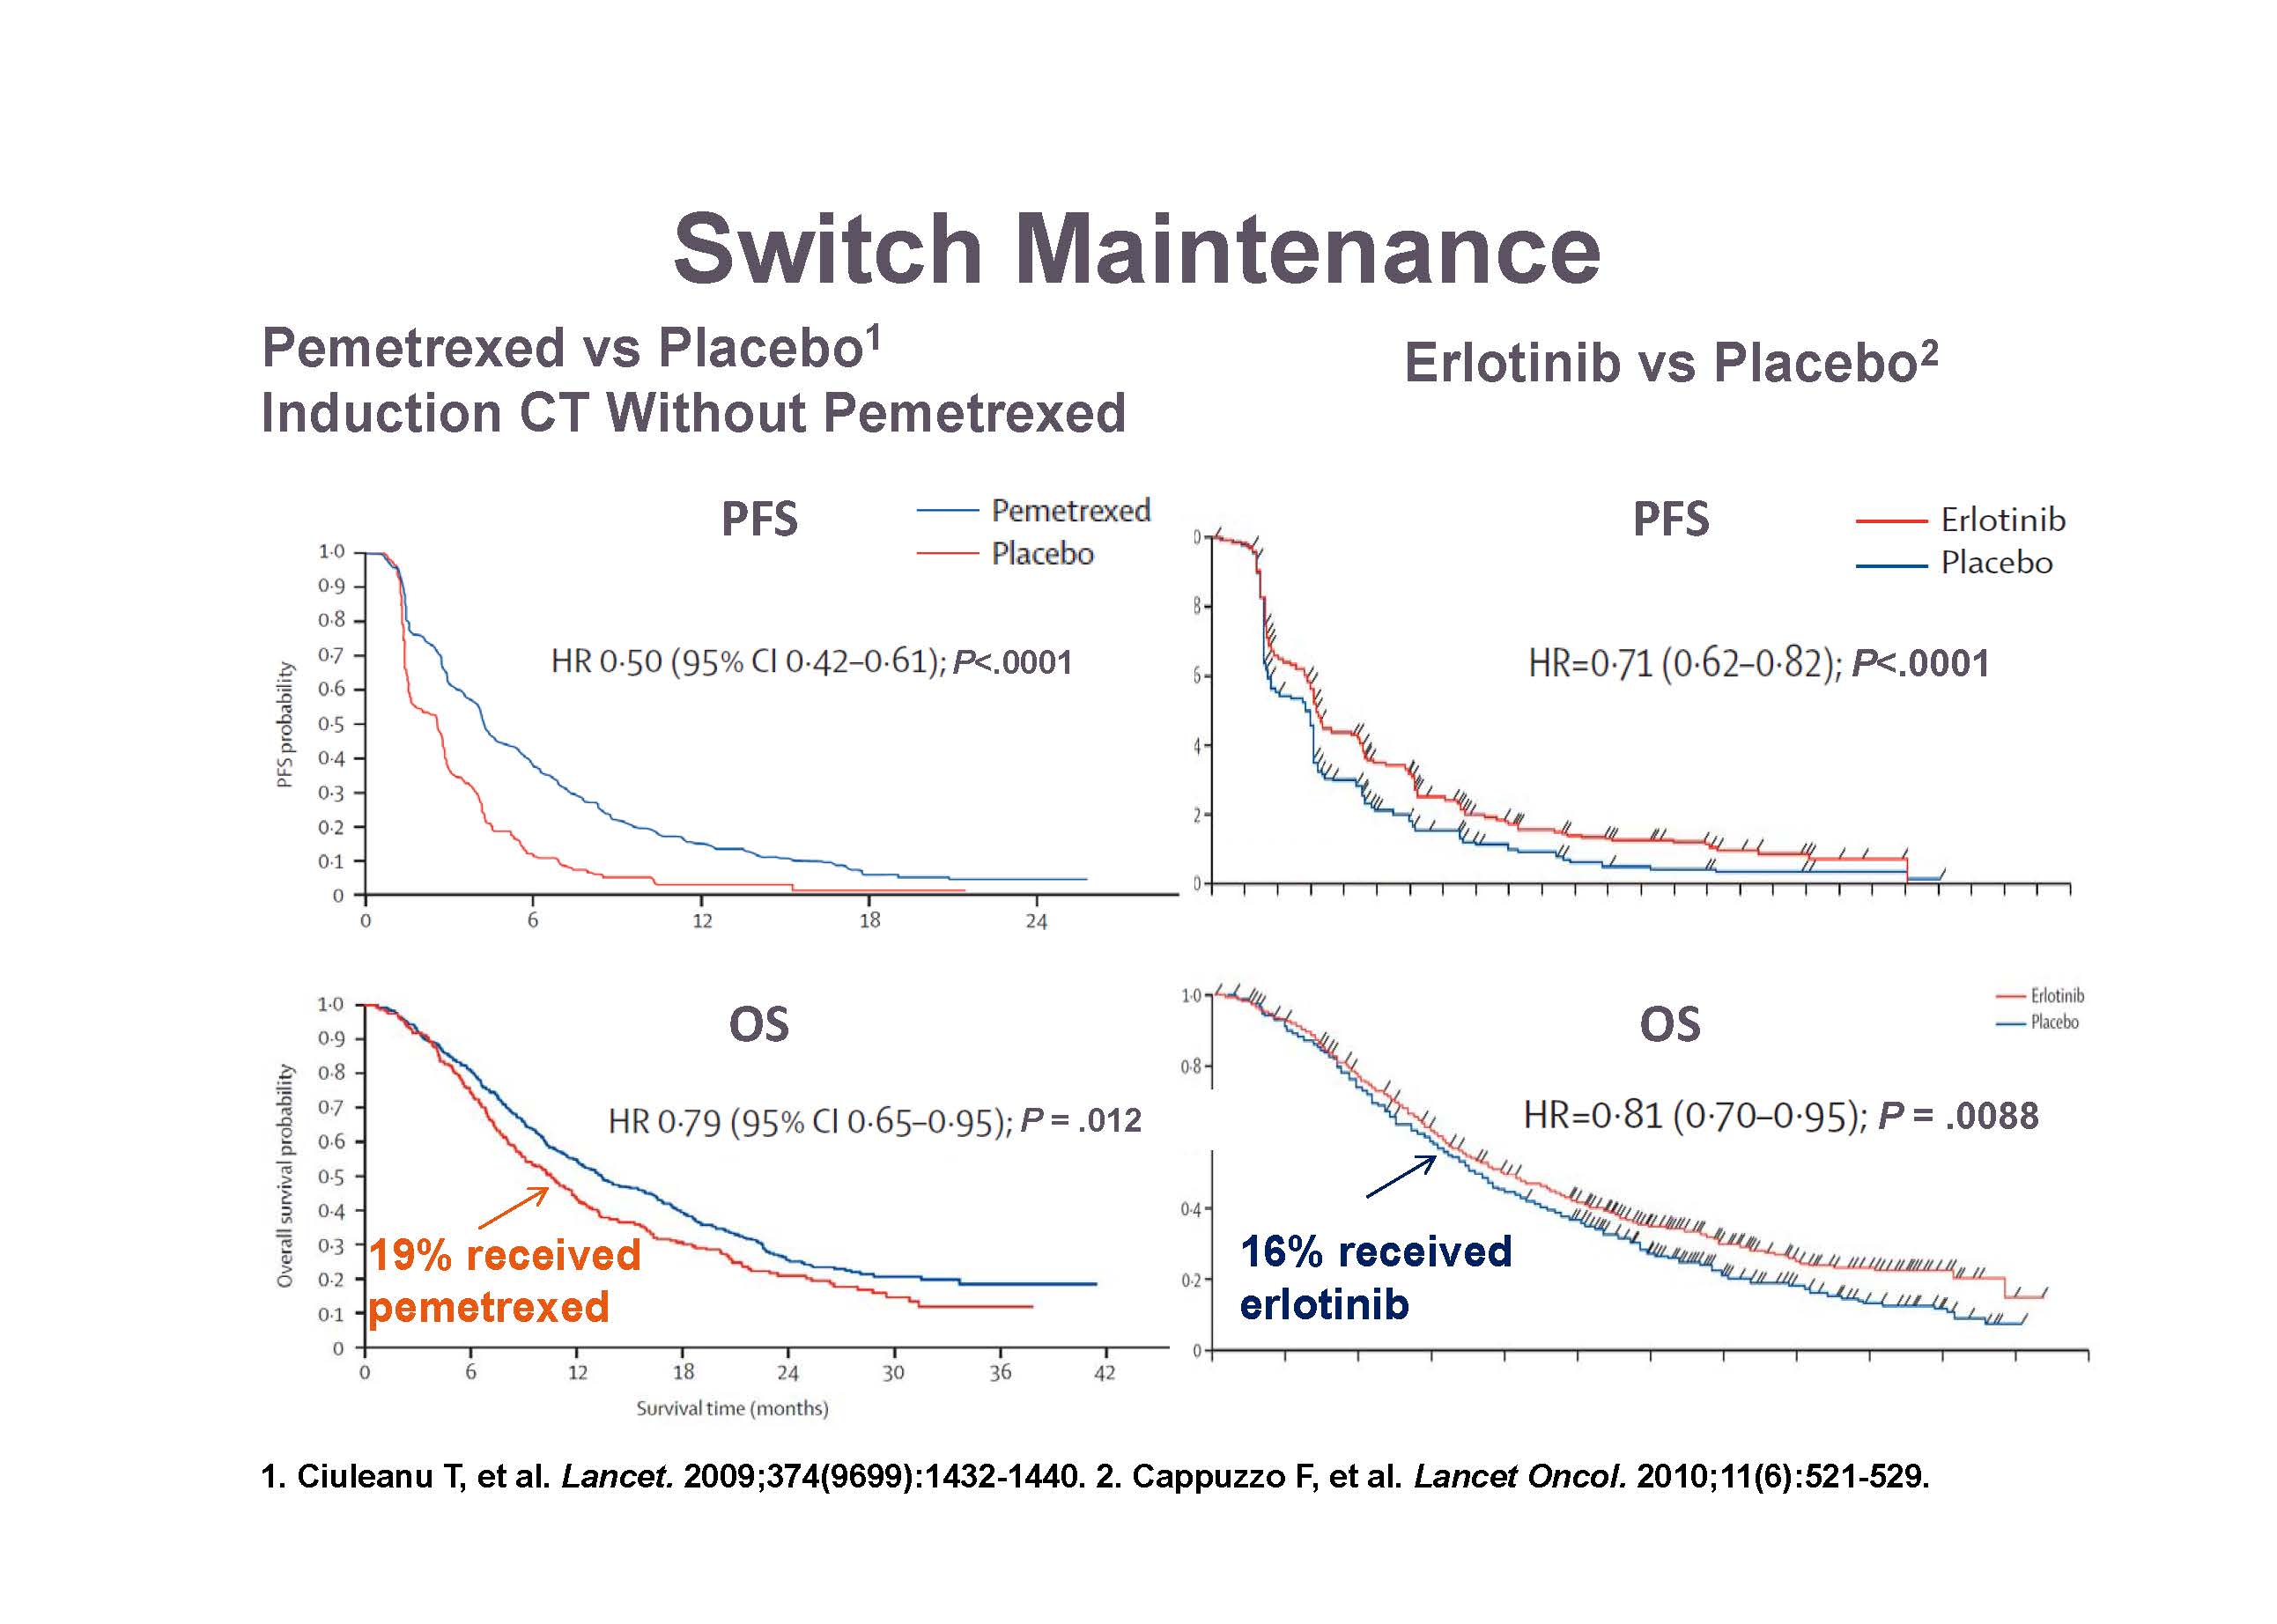 Switch Maintenance
Pemetrexed vs Placebo1
Induction CT Without Pemetrexed
Erlotinib vs Placebo2
PFS
Pemetrexed
Placebo
1·0
0·9
0·8
0·7
0·6
0·5
0·4
0·3
0·2
0·1
0
PFS probability
HR 0·50 (95% CI 0·42–0·61); P<.0001
0 6 12 18 24
PFS
Erlotinib
Placebo
0
8
6
4
2
0
HR=0·71 (0·62–0·82); P<.0001
OS
1·0
0·9
0·8
0·7
0·6
0·5
0·4
0·3
0·2
0·1
0
Overall survival probability
HR 0·79 (95% CI 0·65–0·95); P = .012
19% received
pemetrexed
0 6 12 18 24 30 36 42
Survival time (months)
OS
Erlotinib
Placebo
1·0
0·8
0·4
0·2
0
HR=0·81 (0·70–0·95); P = .0088
16% received
erlotinib
1. Ciuleanu T, et al. Lancet. 2009;374(9699):1432-1440. 2. Cappuzzo F, et al. Lancet Oncol. 2010;11(6):521-529.